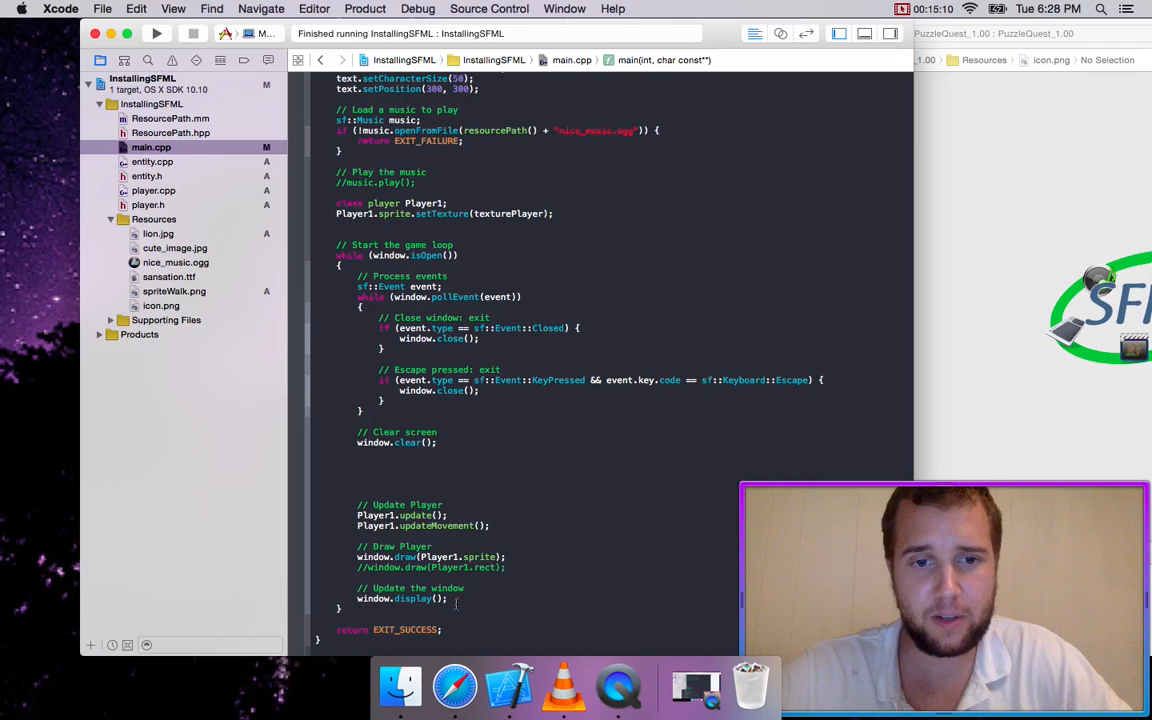 Xcode File Edit View Find Navigate Editor Product Debug Source Control Window Help
00:15:10 Tue 6:28 PM
M... Finished running InstallingSFML : InstallingSFML
PuzzleQuest_1.00 : PuzzleQuest_1.00
InstallingSFML InstallingSFML main.cpp main(int, char const**)
1.00 Resources icon.png No Selection
InstallingSFML M
1 target, OS X SDK 10.10
InstallingSFML
ResourcePath.mm
ResourcePath.hpp
main.cpp M
entity.cpp A
entity.h A
player.cpp A
player.h A
Resources
lion.jpg A
cute_image.jpg
nice_music.ogg
sansation.ttf
spriteWalk.png A
icon.png
Supporting Files
Products
text.setCharacterSize(50);
text.setPosition(300, 300);
// Load a music to play
sf::Music music;
if (!music.openFromFile(resourcePath() + "nice_music.ogg")) {
return EXIT_FAILURE;
}
// Play the music
//music.play();
class player Player1;
Player1.sprite.setTexture(texturePlayer);
// Start the game loop
while (window.isOpen())
{
// Process events
sf::Event event;
while (window.pollEvent(event))
{
// Close window: exit
if (event.type == sf::Event::Closed) {
window.close();
}
// Escape pressed: exit
if (event.type == sf::Event::KeyPressed && event.key.code == sf::Keyboard::Escape) {
window.close();
}
}
// Clear screen
window.clear();
// Update Player
Player1.update();
Player1.updateMovement();
// Draw Player
window.draw(Player1.sprite);
//window.draw(Player1.rect);
// Update the window
window.display();
}
return EXIT_SUCCESS;
}